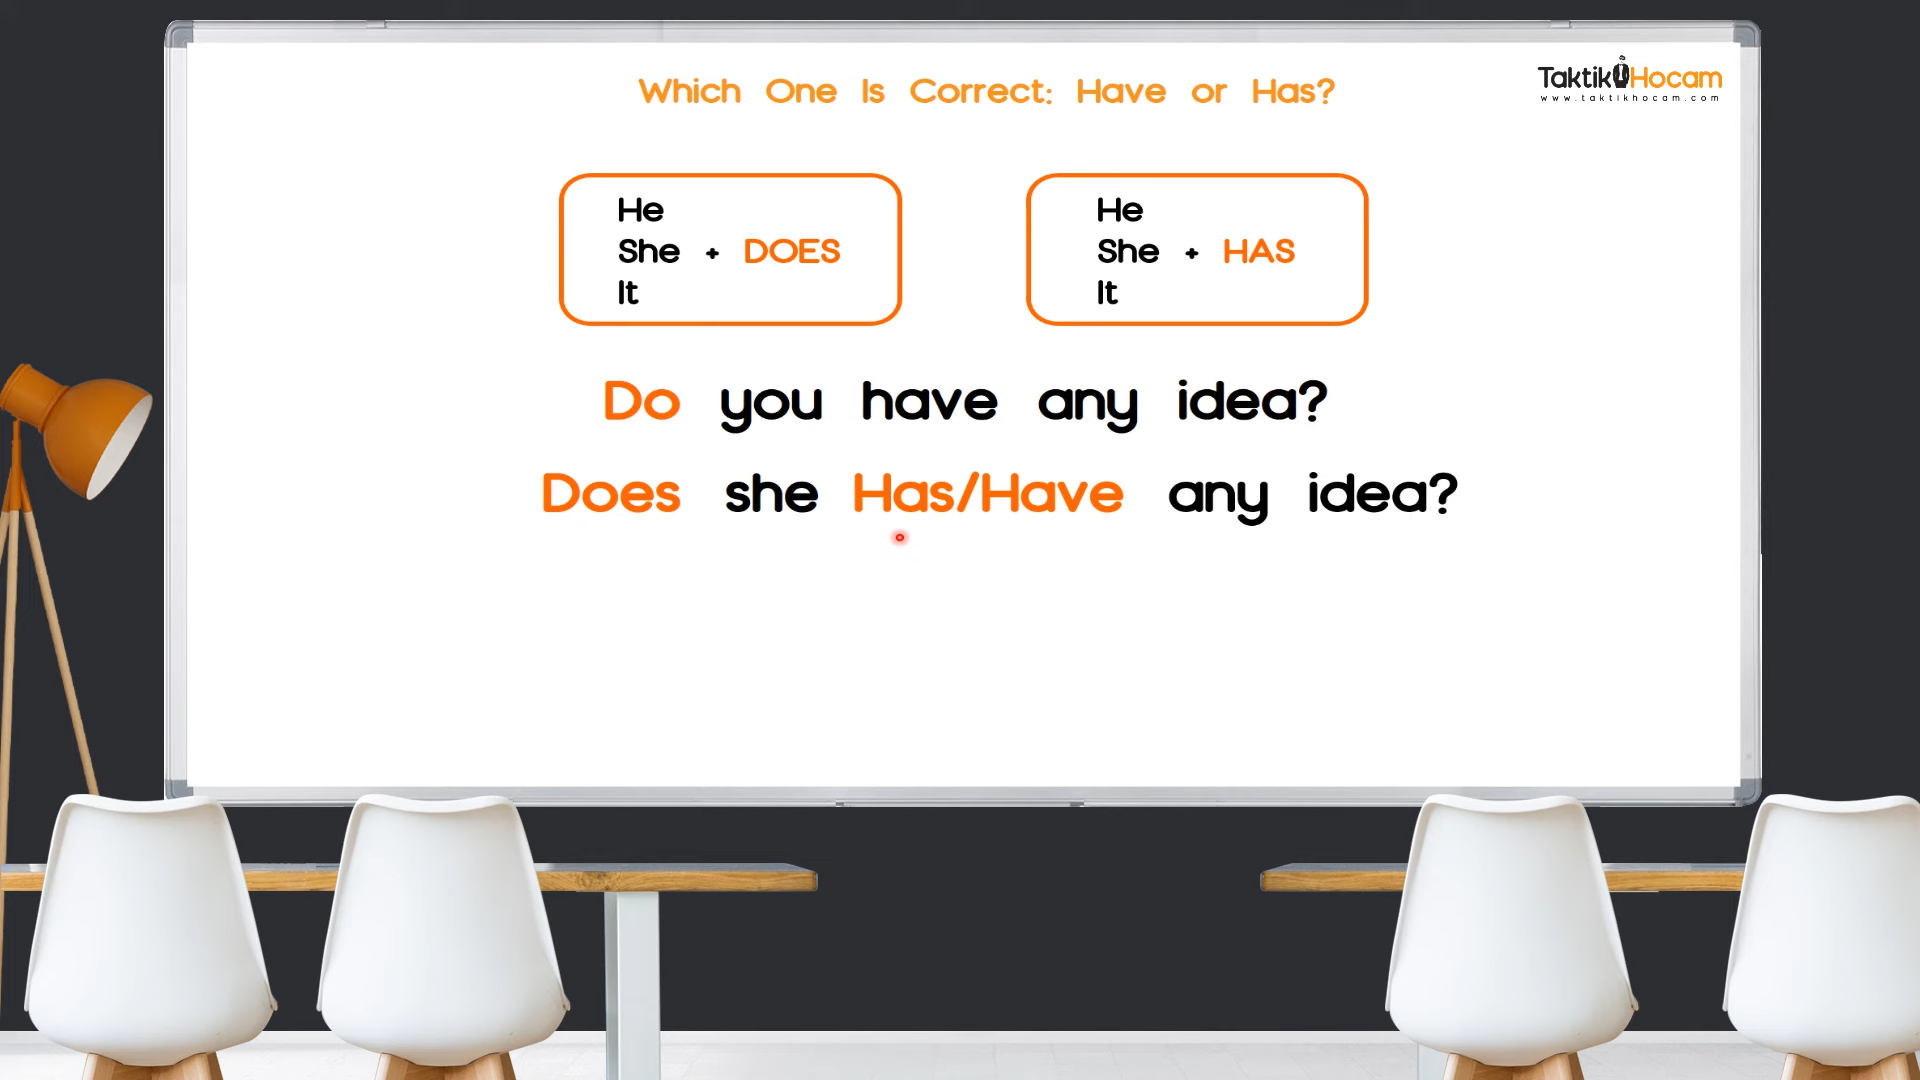 Which One Is Correct: Have or Has?
TaktikHocam
www.taktikhocam.com
He
She + DOES
It
He
She + HAS
It
Do you have any idea?
Does she Has/Have any idea?